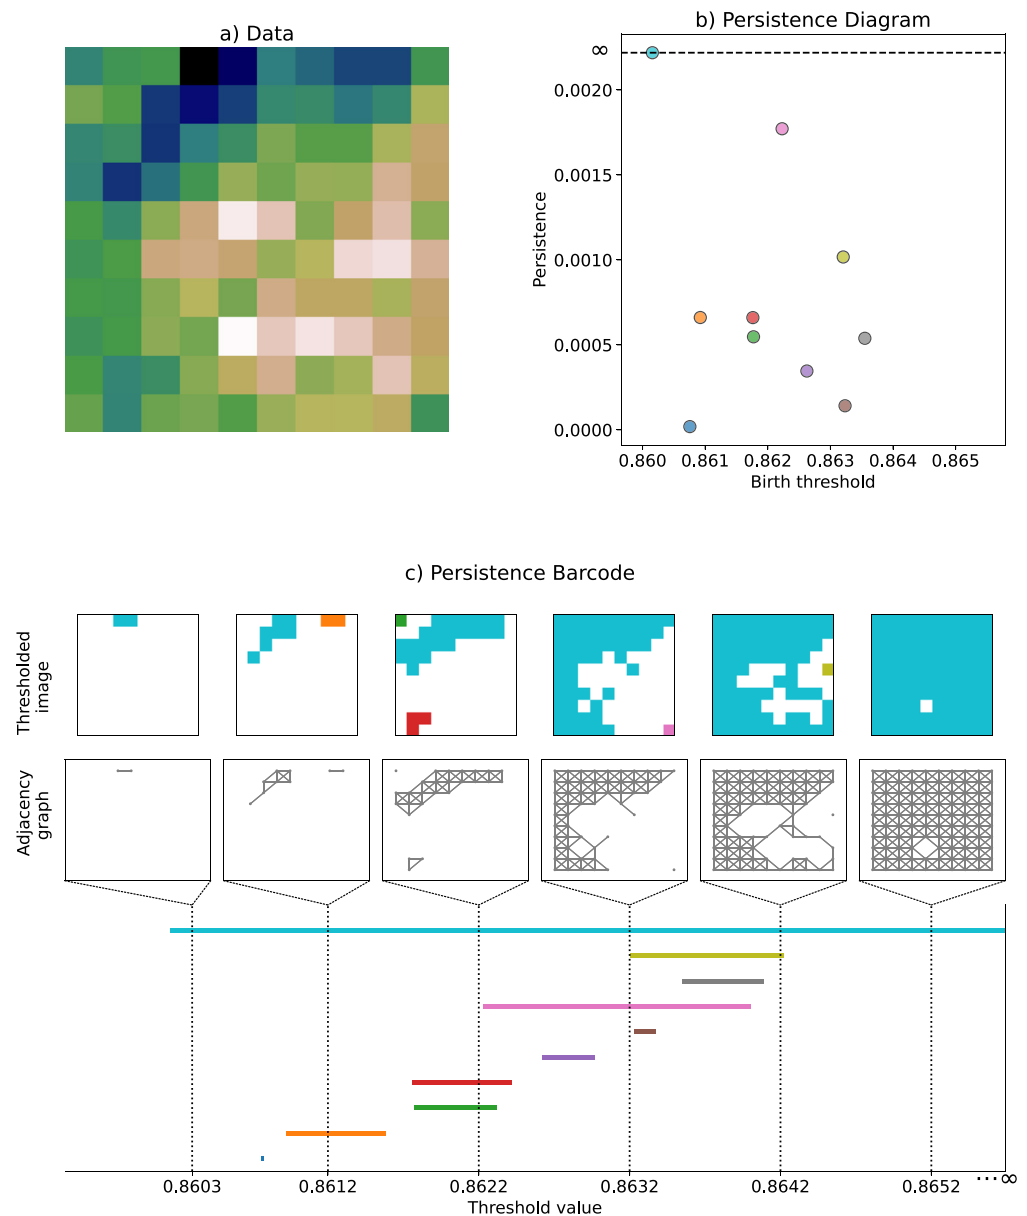 a) Data
b) Persistence Diagram
∞
0.0020
0.0015
0.0010
0.0005
0.0000
Persistence
0.860 0.861 0.862 0.863 0.864 0.865
Birth threshold
c) Persistence Barcode
Thresholded
image
Adjacency
graph
0.8603 0.8612 0.8622 0.8632 0.8642 0.8652 ⋯∞
Threshold value